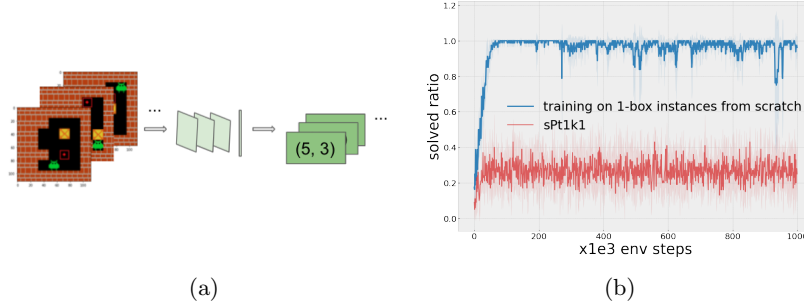 ...
...
(5, 3)
1.2
1.0
0.8
0.6
0.4
0.2
0.0
solved ratio
training on 1-box instances from scratch
sPt1k1
0 200 400 600 800 1000
x1e3 env steps
(a) (b)